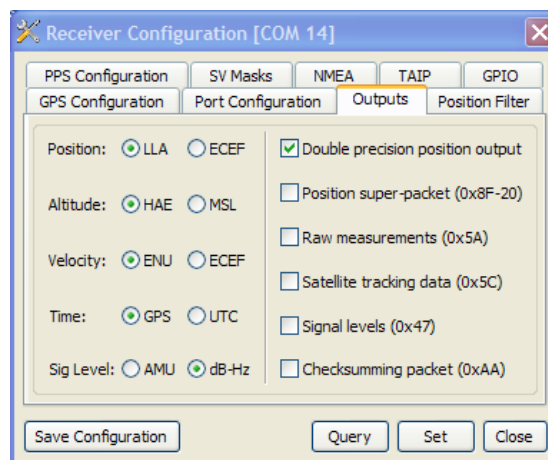 Receiver Configuration [COM 14]
PPS Configuration SV Masks NMEA TAIP GPIO
GPS Configuration Port Configuration Outputs Position Filter
Position: LLA ECEF
Altitude: HAE MSL
Velocity: ENU ECEF
Time: GPS UTC
Sig Level: AMU dB-Hz
Double precision position output
Position super-packet (0x8F-20)
Raw measurements (0x5A)
Satellite tracking data (0x5C)
Signal levels (0x47)
Checksumming packet (0xAA)
Save Configuration Query Set Close